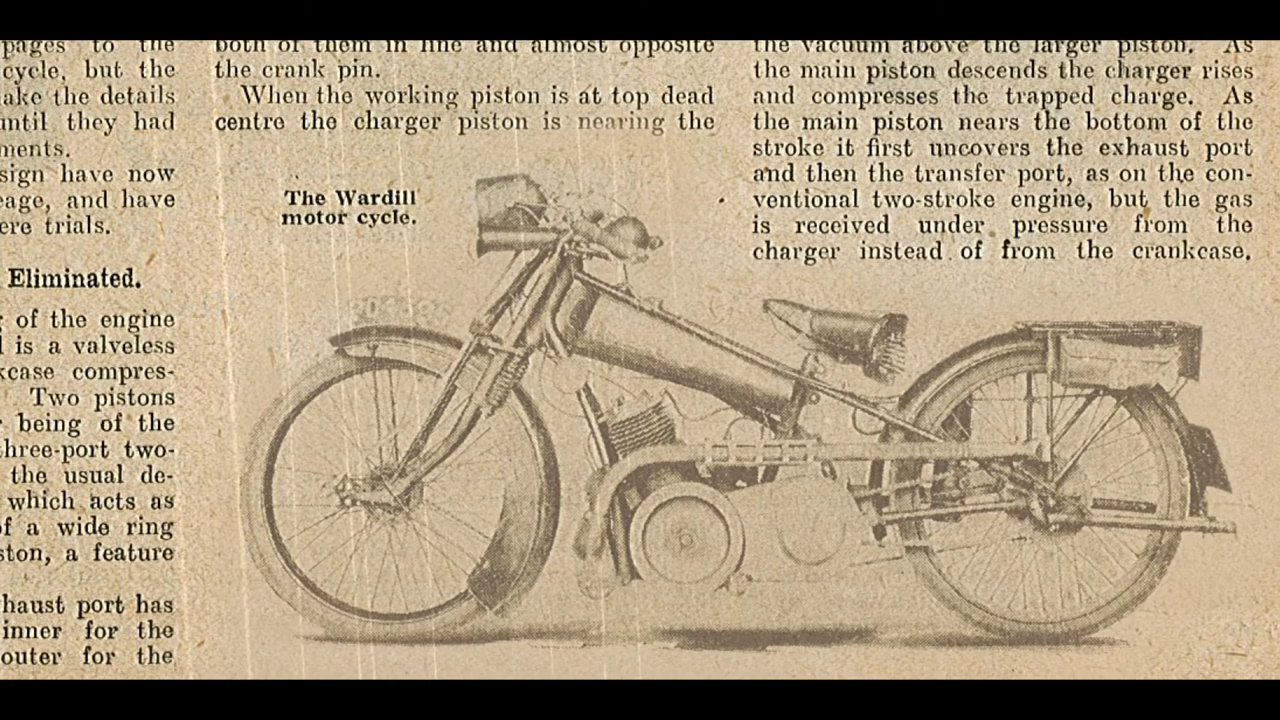 pages to the
cycle, but the
make the details
until they had
ments.
sign have now
eage, and have
ere trials.
Eliminated.
of the engine
is a valveless
kcase compres-
Two pistons
being of the
three-port two-
the usual de-
which acts as
of a wide ring
ston, a feature
haust port has
inner for the
outer for the
both of them in line and almost opposite
the crank pin.
When the working piston is at top dead
centre the charger piston is nearing the
The Wardill
motor cycle.
the vacuum above the larger piston. As
the main piston descends the charger rises
and compresses the trapped charge. As
the main piston nears the bottom of the
stroke it first uncovers the exhaust port
and then the transfer port, as on the con-
ventional two-stroke engine, but the gas
is received under pressure from the
charger instead of from the crankcase.